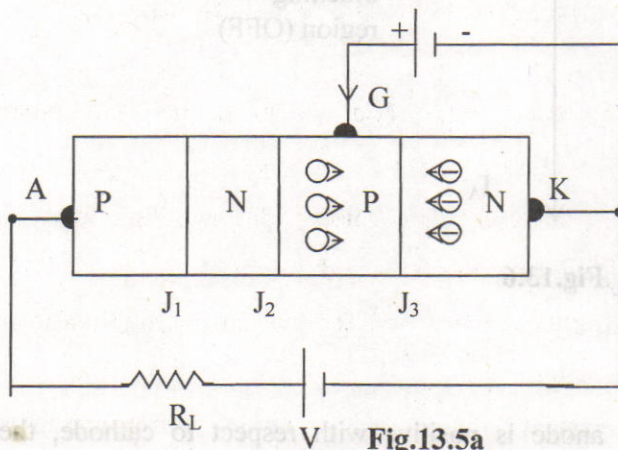 region (OFF)
+ -
G
A P N P N K
J₁ J₂ J₃
Fig.13.6
R_L
anode is positive with respect to cathode, the
V Fig.13.5a